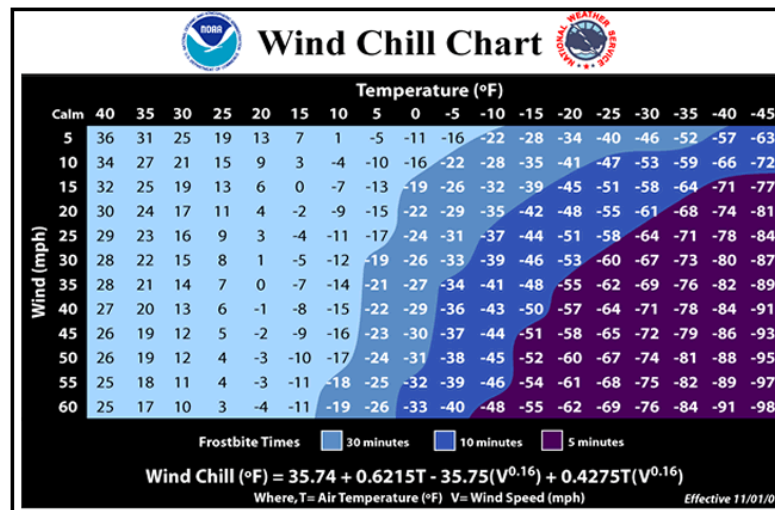 NOAA
Wind Chill Chart
NATIONAL WEATHER SERVICE
Temperature (ºF)
Calm 40 35 30 25 20 15 10 5 0 -5 -10 -15 -20 -25 -30 -35 -40 -45
5 36 31 25 19 13 7 1 -5 -11 -16 -22 -28 -34 -40 -46 -52 -57 -63
10 34 27 21 15 9 3 -4 -10 -16 -22 -28 -35 -41 -47 -53 -59 -66 -72
15 32 25 19 13 6 0 -7 -13 -19 -26 -32 -39 -45 -51 -58 -64 -71 -77
20 30 24 17 11 4 -2 -9 -15 -22 -29 -35 -42 -48 -55 -61 -68 -74 -81
25 29 23 16 9 3 -4 -11 -17 -24 -31 -37 -44 -51 -58 -64 -71 -78 -84
30 28 22 15 8 1 -5 -12 -19 -26 -33 -39 -46 -53 -60 -67 -73 -80 -87
35 28 21 14 7 0 -7 -14 -21 -27 -34 -41 -48 -55 -62 -69 -76 -82 -89
40 27 20 13 6 -1 -8 -15 -22 -29 -36 -43 -50 -57 -64 -71 -78 -84 -91
45 26 19 12 5 -2 -9 -16 -23 -30 -37 -44 -51 -58 -65 -72 -79 -86 -93
50 26 19 12 4 -3 -10 -17 -24 -31 -38 -45 -52 -60 -67 -74 -81 -88 -95
55 25 18 11 4 -3 -11 -18 -25 -32 -39 -46 -54 -61 -68 -75 -82 -89 -97
60 25 17 10 3 -4 -11 -19 -26 -33 -40 -48 -55 -62 -69 -76 -84 -91 -98
Wind (mph)
Frostbite Times 30 minutes 10 minutes 5 minutes
Wind Chill (ºF) = 35.74 + 0.6215T - 35.75(V0.16) + 0.4275T(V0.16)
Where, T= Air Temperature (ºF) V= Wind Speed (mph) Effective 11/01/0